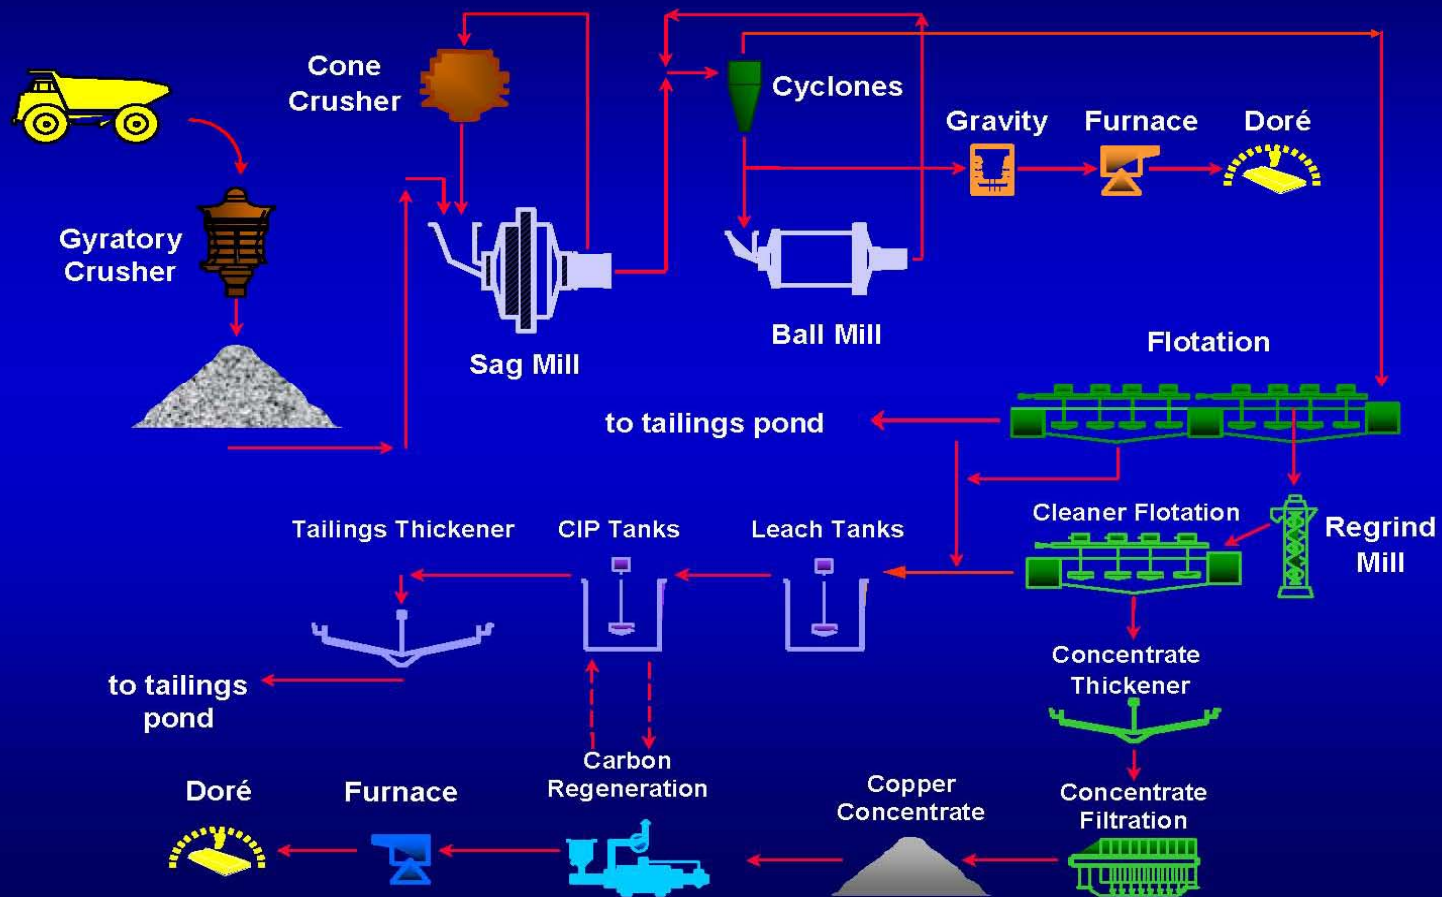 Cone
Crusher
Cyclones
Gravity
Furnace
Doré
Gyratory
Crusher
Sag Mill
Ball Mill
Flotation
to tailings pond
Tailings Thickener
CIP Tanks
Leach Tanks
Cleaner Flotation
Regrind
Mill
to tailings
pond
Concentrate
Thickener
Doré
Furnace
Carbon
Regeneration
Copper
Concentrate
Concentrate
Filtration